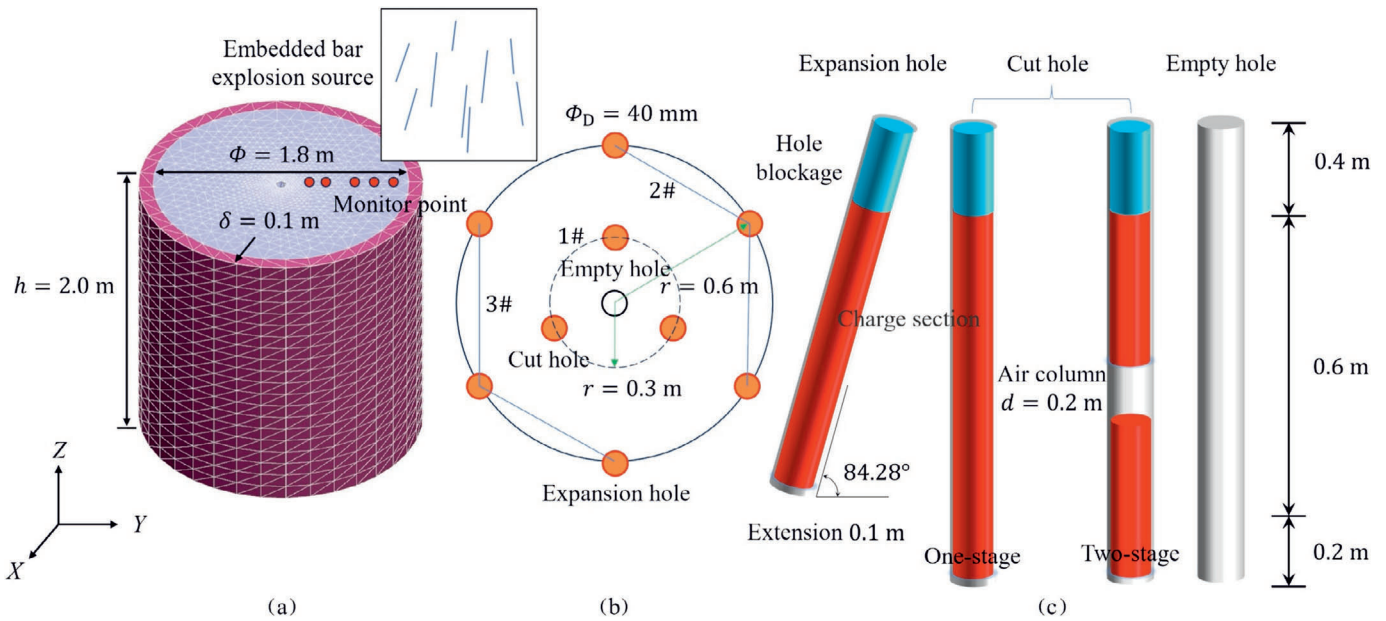 Embedded bar
explosion source
Φ = 1.8 m
Monitor point
δ = 0.1 m
h = 2.0 m
Z
Y
X
(a)
Φ_D = 40 mm
2#
1#
Empty hole
r = 0.6 m
3#
Cut hole
r = 0.3 m
Expansion hole
(b)
Expansion hole
Cut hole
Empty hole
Hole
blockage
Charge section
Air column
d = 0.2 m
84.28°
Extension 0.1 m
One-stage
Two-stage
0.4 m
0.6 m
0.2 m
(c)